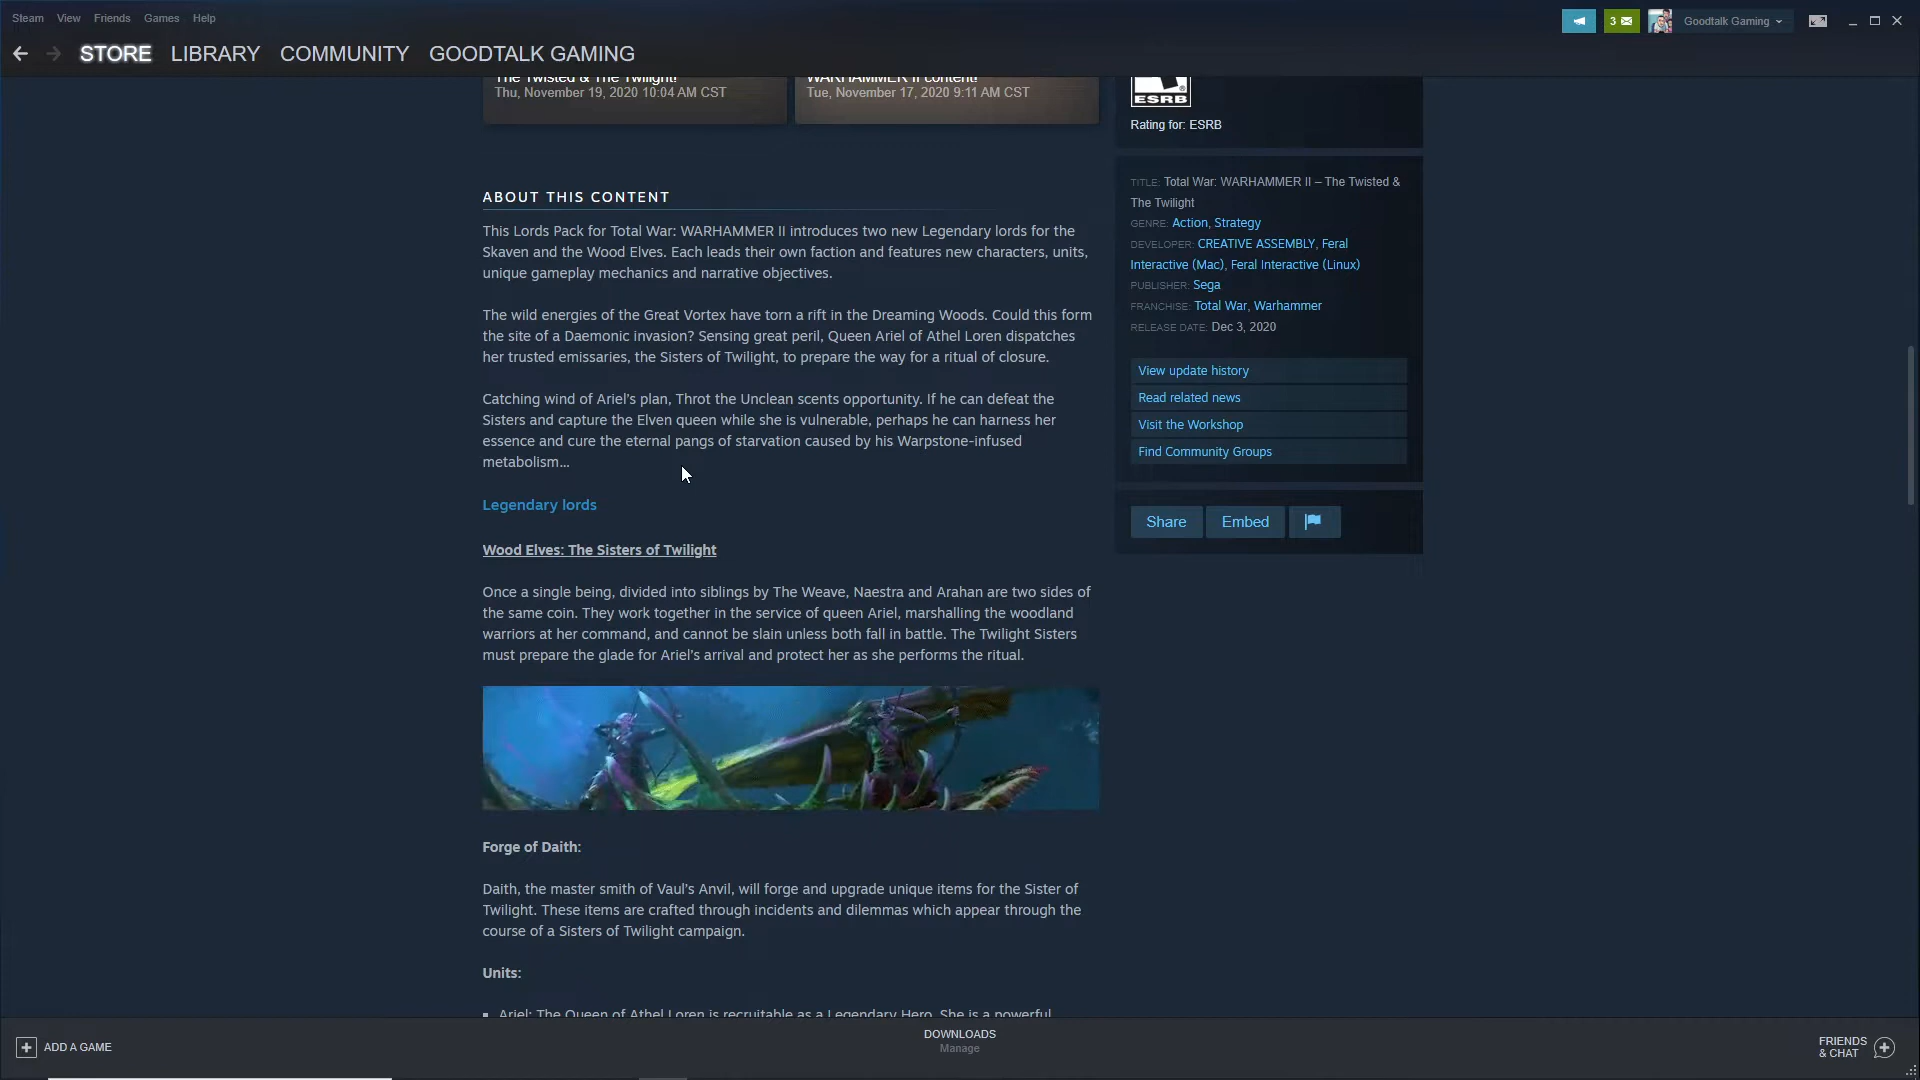 Steam View Friends Games Help
3
Goodtalk Gaming
STORE LIBRARY COMMUNITY GOODTALK GAMING
The Twisted & The Twilight!
Thu, November 19, 2020 10:04 AM CST
WARHAMMER II content!
Tue, November 17, 2020 9:11 AM CST
ESRB
Rating for: ESRB
ABOUT THIS CONTENT
This Lords Pack for Total War: WARHAMMER II introduces two new Legendary lords for the
Skaven and the Wood Elves. Each leads their own faction and features new characters, units,
unique gameplay mechanics and narrative objectives.
The wild energies of the Great Vortex have torn a rift in the Dreaming Woods. Could this form
the site of a Daemonic invasion? Sensing great peril, Queen Ariel of Athel Loren dispatches
her trusted emissaries, the Sisters of Twilight, to prepare the way for a ritual of closure.
Catching wind of Ariel's plan, Throt the Unclean scents opportunity. If he can defeat the
Sisters and capture the Elven queen while she is vulnerable, perhaps he can harness her
essence and cure the eternal pangs of starvation caused by his Warpstone-infused
metabolism...
Legendary lords
Wood Elves: The Sisters of Twilight
Once a single being, divided into siblings by The Weave, Naestra and Arahan are two sides of
the same coin. They work together in the service of queen Ariel, marshalling the woodland
warriors at her command, and cannot be slain unless both fall in battle. The Twilight Sisters
must prepare the glade for Ariel's arrival and protect her as she performs the ritual.
Forge of Daith:
Daith, the master smith of Vaul's Anvil, will forge and upgrade unique items for the Sister of
Twilight. These items are crafted through incidents and dilemmas which appear through the
course of a Sisters of Twilight campaign.
Units:
Ariel: The Queen of Athel Loren is recruitable as a Legendary Hero. She is a powerful
TITLE: Total War: WARHAMMER II – The Twisted &
The Twilight
GENRE: Action, Strategy
DEVELOPER: CREATIVE ASSEMBLY, Feral
Interactive (Mac), Feral Interactive (Linux)
PUBLISHER: Sega
FRANCHISE: Total War, Warhammer
RELEASE DATE: Dec 3, 2020
View update history
Read related news
Visit the Workshop
Find Community Groups
Share Embed
ADD A GAME
DOWNLOADS
Manage
FRIENDS
& CHAT